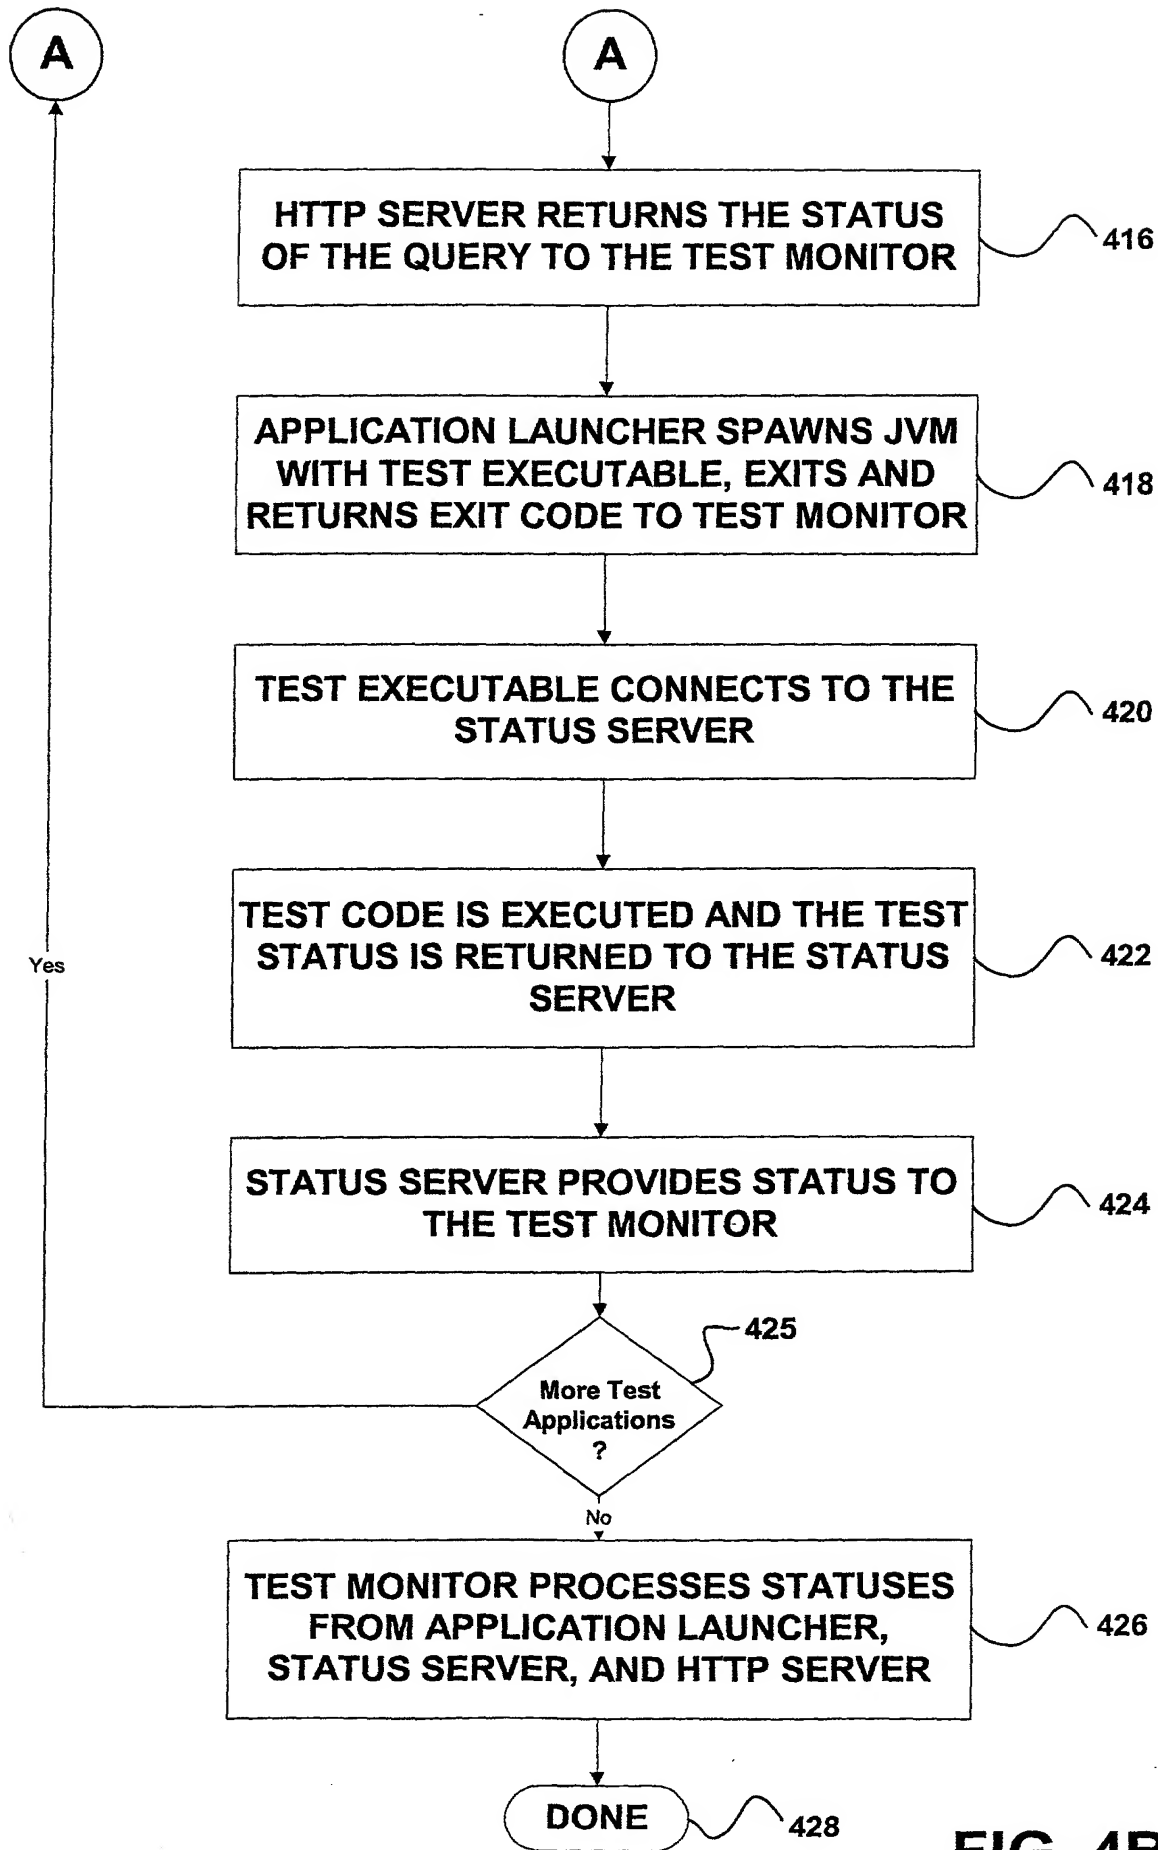 A
A
HTTP SERVER RETURNS THE STATUS
OF THE QUERY TO THE TEST MONITOR
416
APPLICATION LAUNCHER SPAWNS JVM
WITH TEST EXECUTABLE, EXITS AND
RETURNS EXIT CODE TO TEST MONITOR
418
TEST EXECUTABLE CONNECTS TO THE
STATUS SERVER
420
TEST CODE IS EXECUTED AND THE TEST
STATUS IS RETURNED TO THE STATUS
SERVER
422
Yes
STATUS SERVER PROVIDES STATUS TO
THE TEST MONITOR
424
425
More Test
Applications
?
No
TEST MONITOR PROCESSES STATUSES
FROM APPLICATION LAUNCHER,
STATUS SERVER, AND HTTP SERVER
426
DONE
428
FIG. 4B